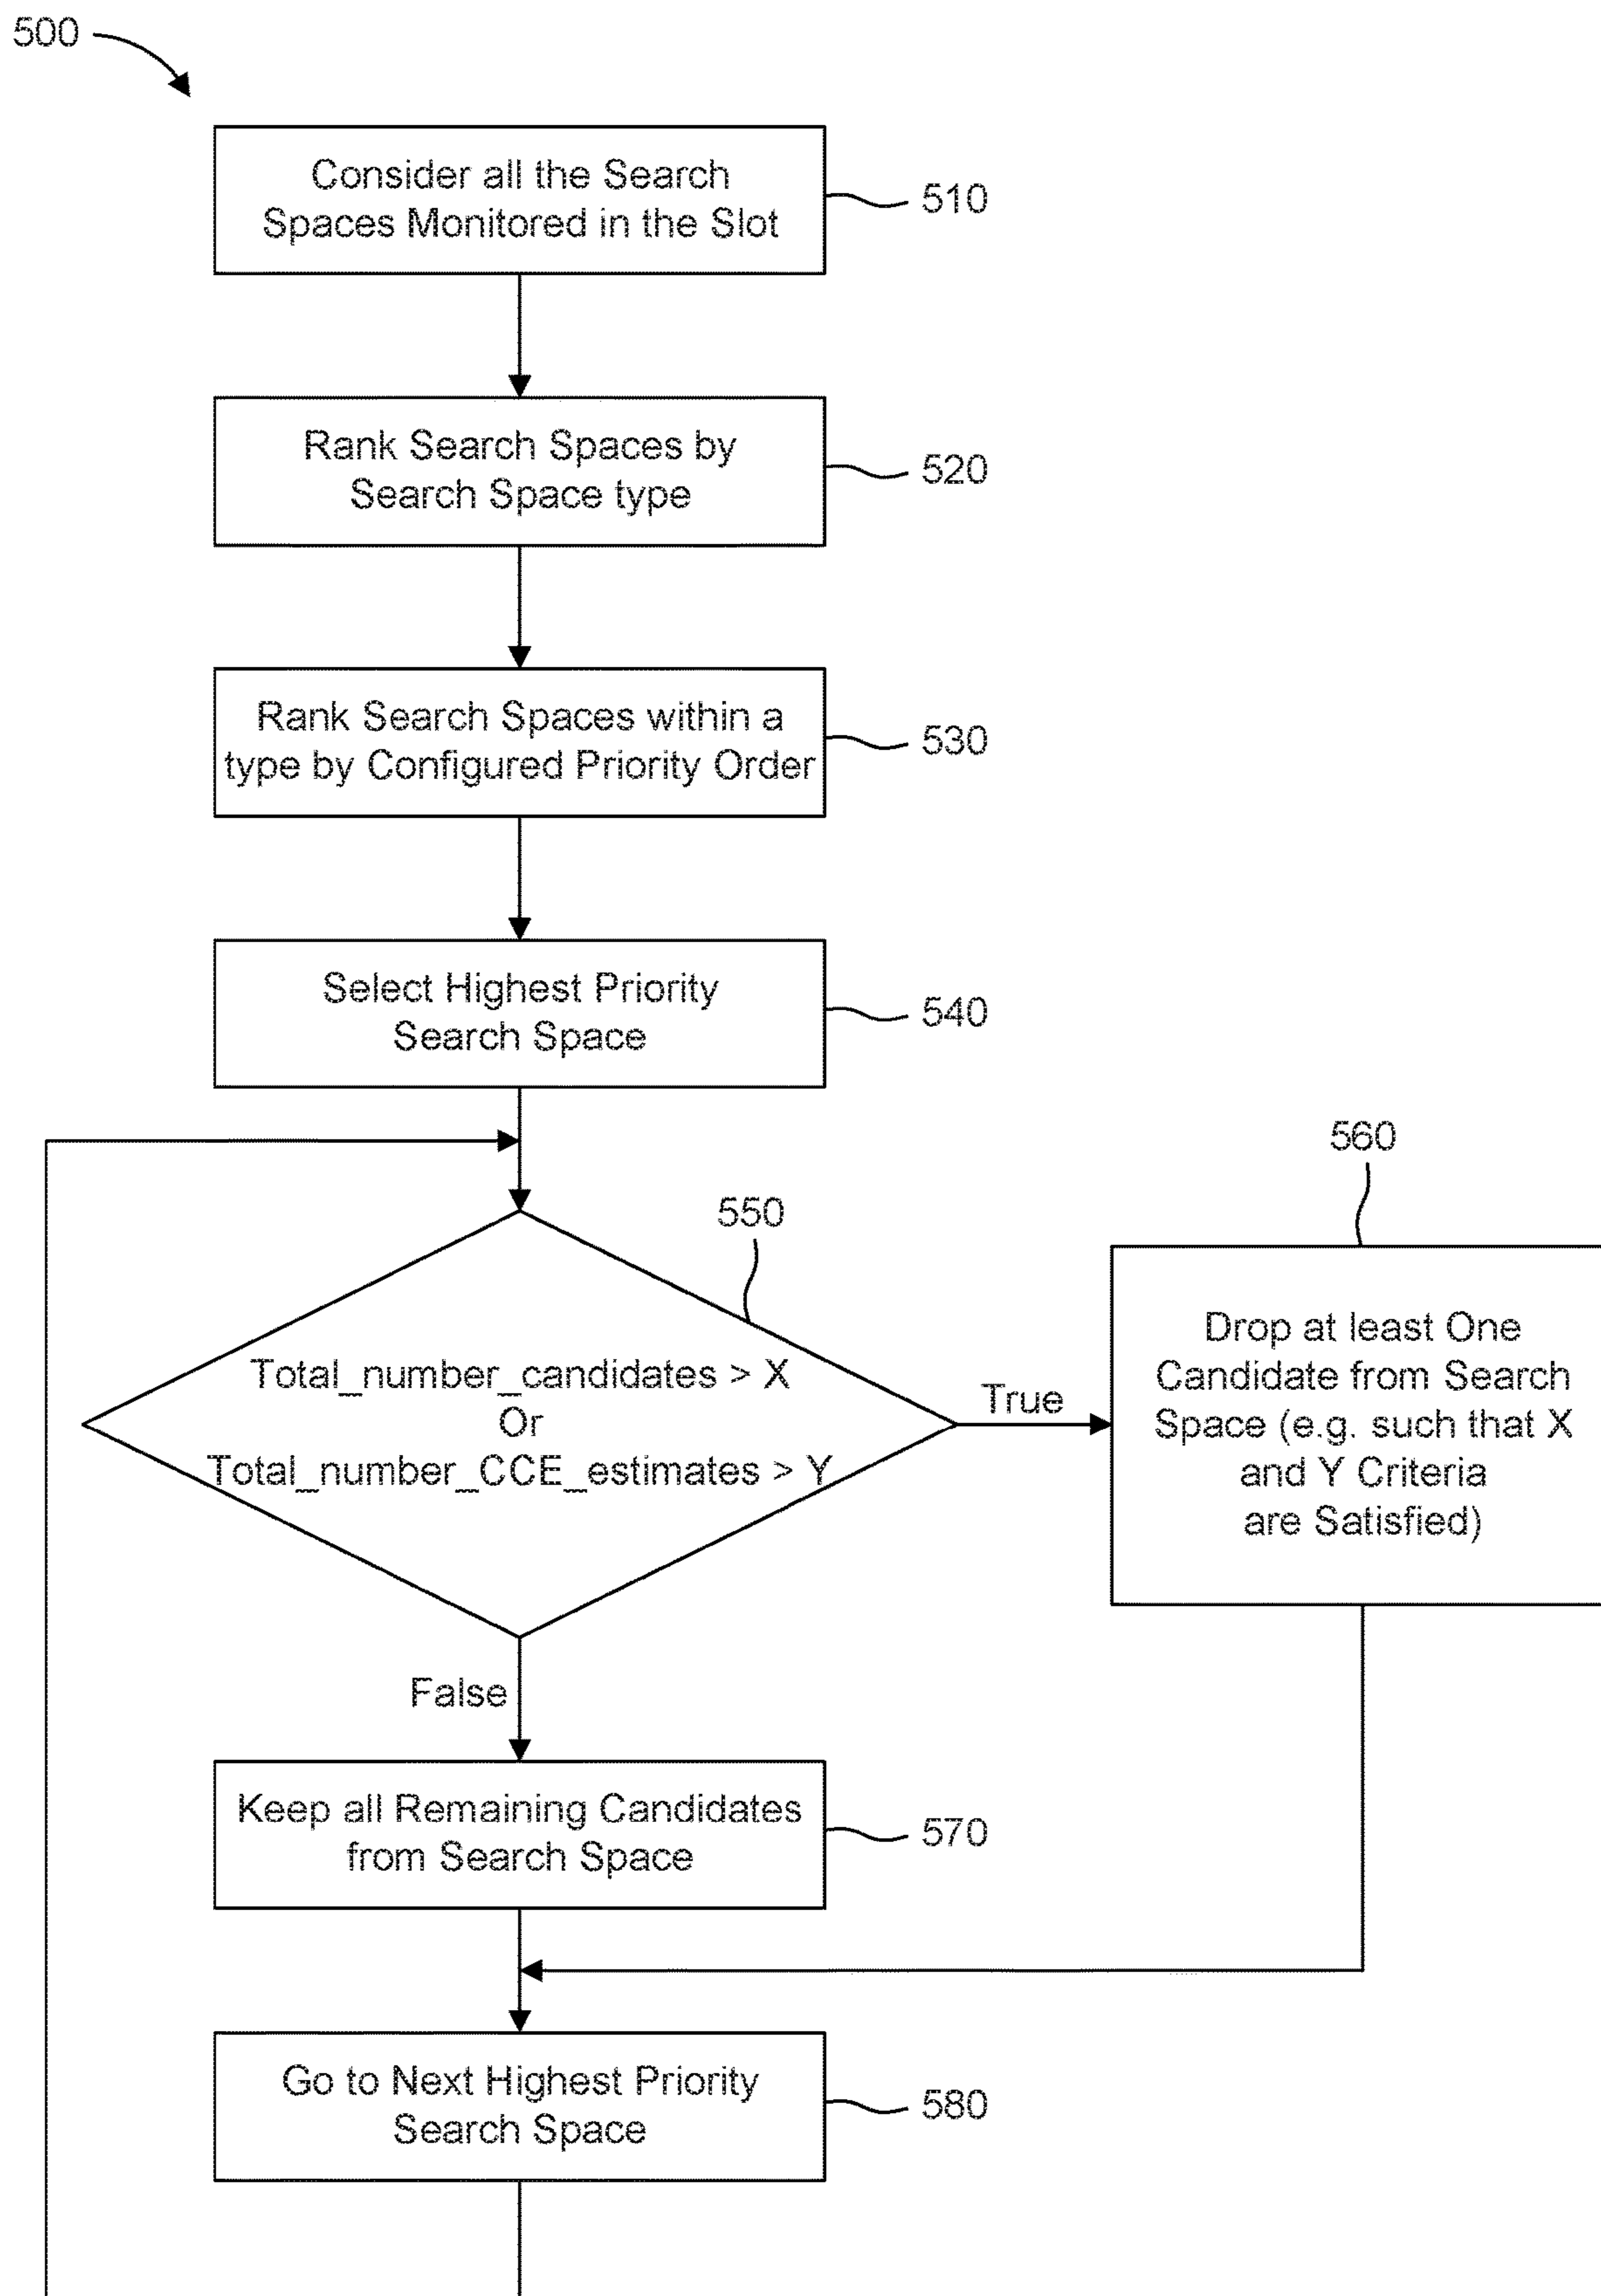 500
Consider all the Search
Spaces Monitored in the Slot
510
Rank Search Spaces by
Search Space type
520
Rank Search Spaces within a
type by Configured Priority Order
530
Select Highest Priority
Search Space
540
550
Total_number_candidates > X
Or
Total_number_CCE_estimates > Y
True
560
Drop at least One
Candidate from Search
Space (e.g. such that X
and Y Criteria
are Satisfied)
False
Keep all Remaining Candidates
from Search Space
570
Go to Next Highest Priority
Search Space
580